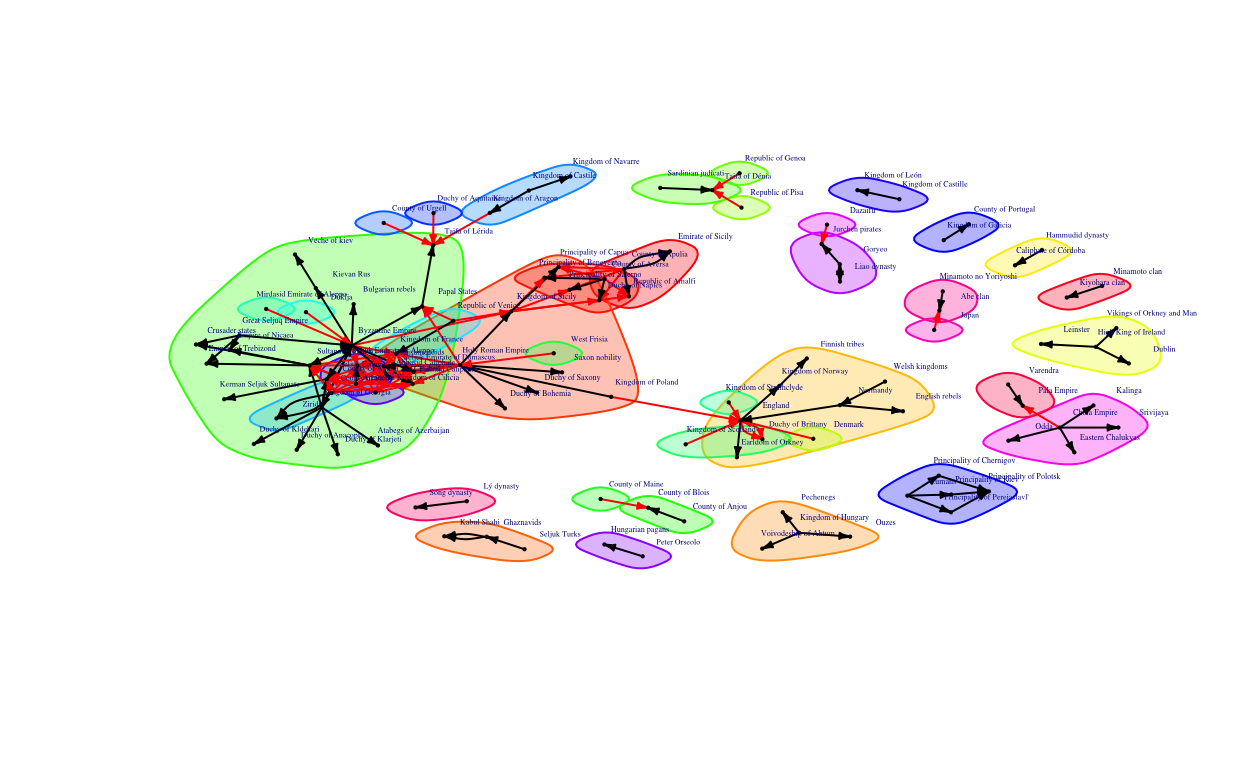 Kingdom of Navarre
Kingdom of Castile
Kingdom of Aragon
Duchy of Aquitaine
County of Urgell
Taifa of Lérida
Republic of Genoa
Sardinian judicati
Taifa of Dénia
Republic of Pisa
Kingdom of León
Kingdom of Castille
Dazaifu
Jurchen pirates
Goryeo
Liao dynasty
County of Portugal
Kingdom of Galicia
Hammudid dynasty
Caliphate of Córdoba
Minamoto no Yoriyoshi
Abe clan
Japan
Minamoto clan
Kiyohara clan
Vikings of Orkney and Man
Leinster
High King of Ireland
Dublin
Veche of kiev
Kievan Rus
Bulgarian rebels
Papal States
Mirdasid Emirate of Aleppo
Duklja
Great Seljuq Empire
Republic of Venice
Crusader states
Empire of Nicaea
Empire of Trebizond
Byzantine Empire
Kingdom of France
Holy Roman Empire
Emirate of Sicily
Principality of Capua
County of Apulia
County of Aversa
Principality of Benevento
Principality of Salerno
Republic of Amalfi
Duchy of Naples
Kingdom of Sicily
West Frisia
Saxon nobility
Duchy of Saxony
Duchy of Bohemia
Kingdom of Poland
Kerman Seljuk Sultanate
Emirate of Damascus
Kingdom of Cilicia
Kingdom of Georgia
Zirids
Duchy of Kldekari
Duchy of Anacopia
Duchy of Klarjeti
Atabegs of Azerbaijan
Finnish tribes
Kingdom of Norway
Welsh kingdoms
Kingdom of Strathclyde
Normandy
England
English rebels
Kingdom of Scotland
Duchy of Brittany
Denmark
Earldom of Orkney
Varendra
Pala Empire
Kalinga
Chola Empire
Srivijaya
Odda
Eastern Chalukyas
Principality of Chernigov
Cumans
Principality of Kiev
Principality of Polotsk
Principality of Pereyaslavl'
Lý dynasty
Song dynasty
Kabul Shahi
Ghaznavids
Seljuk Turks
County of Maine
County of Blois
County of Anjou
Hungarian pagans
Peter Orseolo
Pechenegs
Kingdom of Hungary
Ouzes
Voivodeship of Ahtum